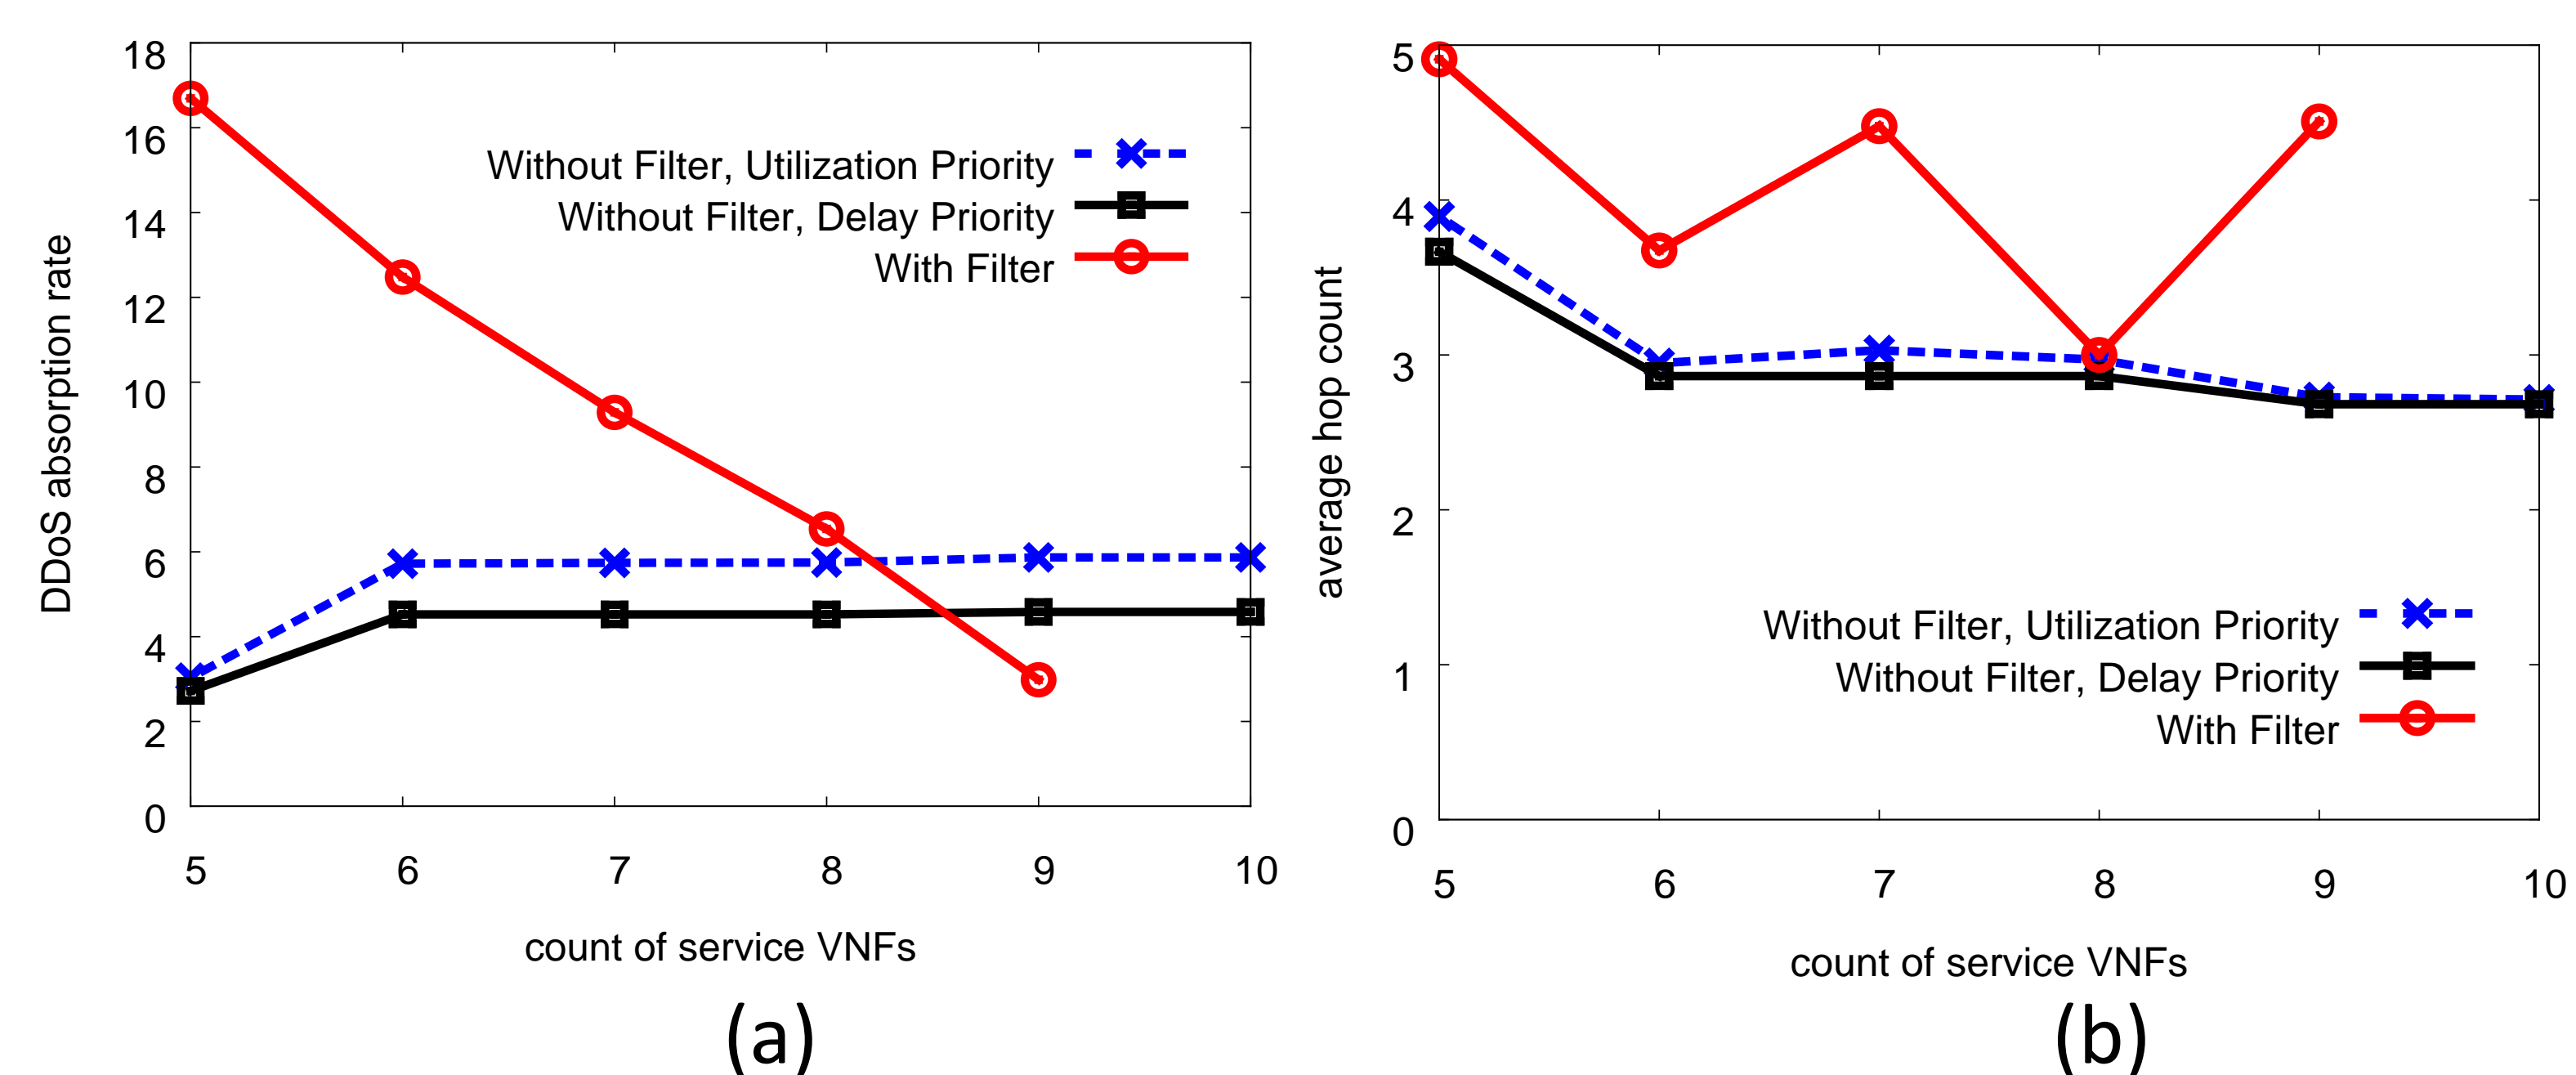 18
16
14
12
10
8
6
4
2
0
DDoS absorption rate
Without Filter, Utilization Priority
Without Filter, Delay Priority
With Filter
5 6 7 8 9 10
count of service VNFs
(a)
5
4
3
2
1
0
average hop count
Without Filter, Utilization Priority
Without Filter, Delay Priority
With Filter
5 6 7 8 9 10
count of service VNFs
(b)